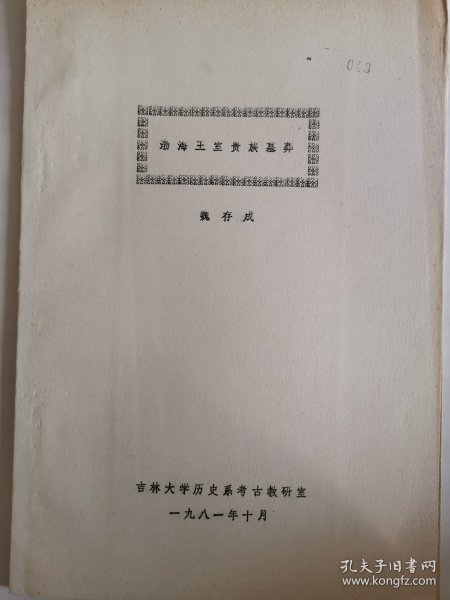 063
渤海王室贵族墓葬
魏存成
吉林大学历史系考古教研室
一九八一年十月
孔夫子旧书网
www.kongfz.com